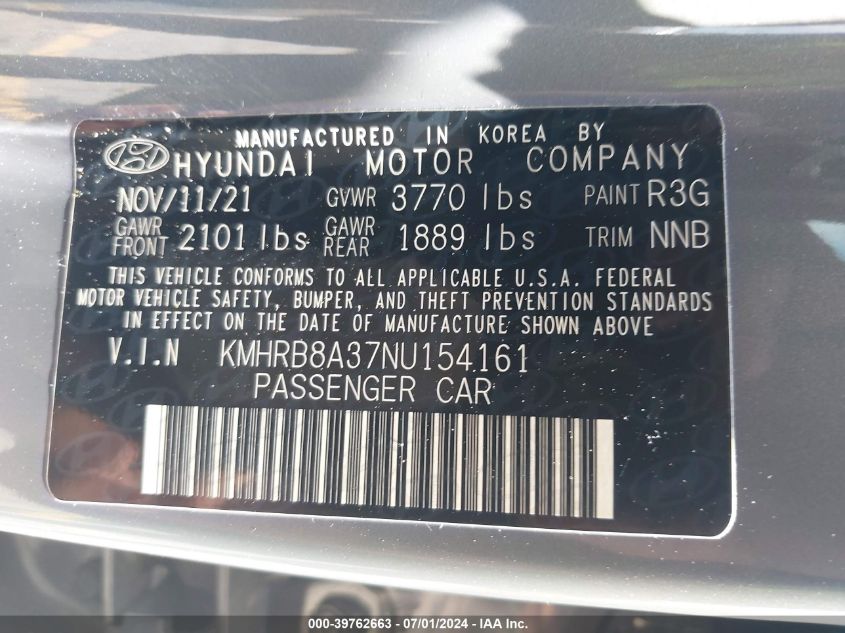 MANUFACTURED IN KOREA BY
HYUNDAI MOTOR COMPANY
NOV/11/21 GVWR 3770 lbs PAINT R3G
GAWR FRONT 2101 lbs GAWR REAR 1889 lbs TRIM NNB
THIS VEHICLE CONFORMS TO ALL APPLICABLE U.S.A. FEDERAL
MOTOR VEHICLE SAFETY, BUMPER, AND THEFT PREVENTION STANDARDS
IN EFFECT ON THE DATE OF MANUFACTURE SHOWN ABOVE
V.I.N KMHRB8A37NU154161
PASSENGER CAR
000-39762663 - 07/01/2024 - IAA Inc.